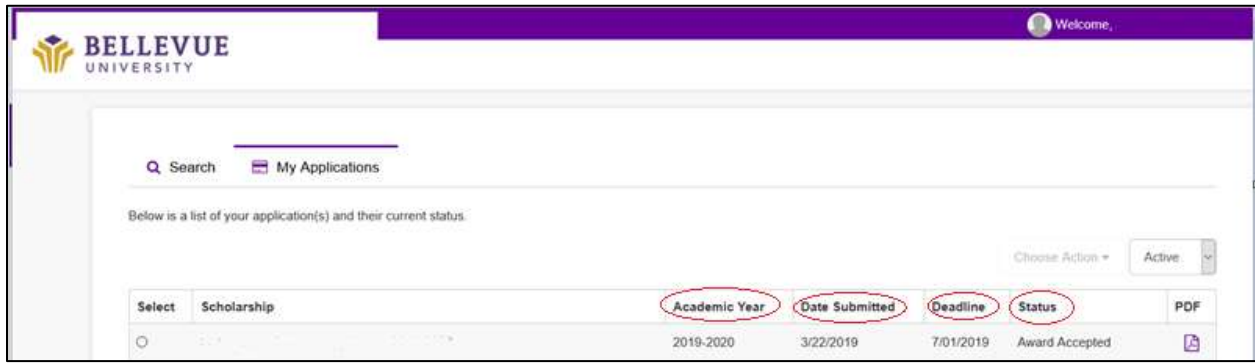 Welcome,
BELLEVUE
UNIVERSITY
Search My Applications
Below is a list of your application(s) and their current status.
Choose Action Active
Select Scholarship Academic Year Date Submitted Deadline Status PDF
2019-2020 3/22/2019 7/01/2019 Award Accepted